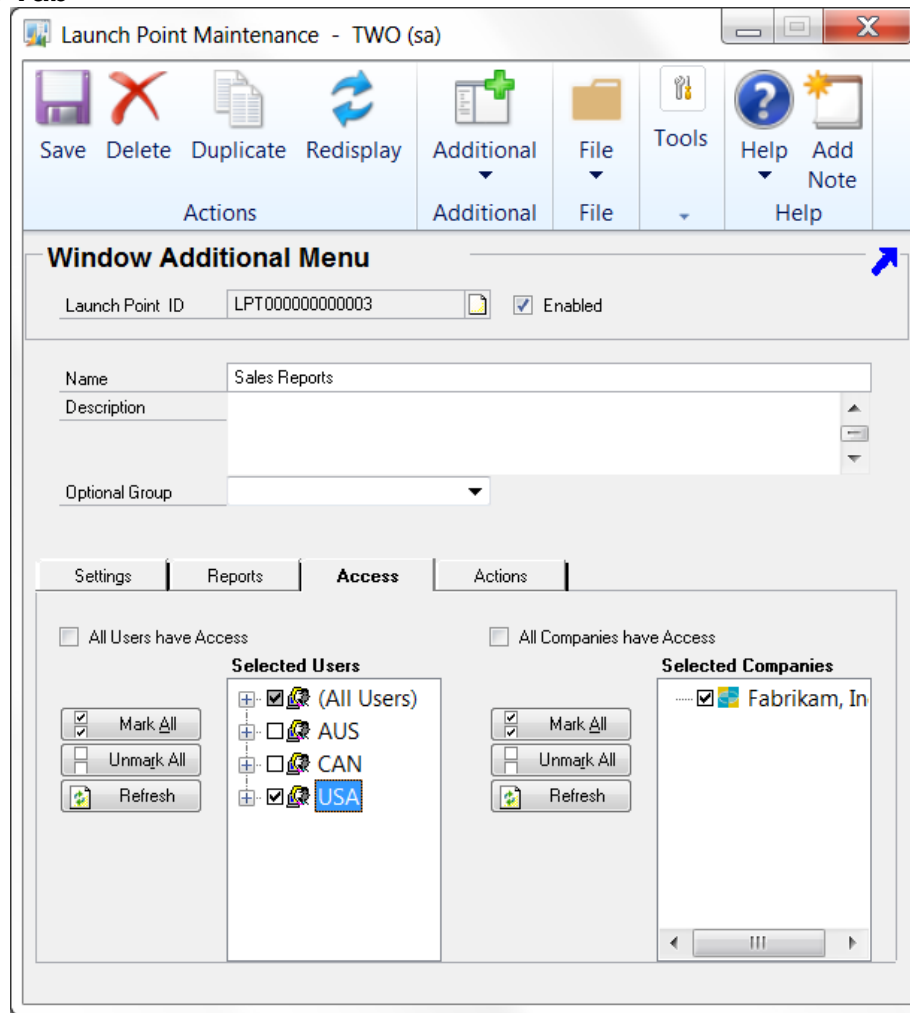 Launch Point Maintenance - TWO (sa)
Save Delete Duplicate Redisplay Additional File Tools Help Add Note
Actions Additional File Help
Window Additional Menu
Launch Point ID LPT000000000003 Enabled
Name Sales Reports
Description
Optional Group
Settings Reports Access Actions
All Users have Access All Companies have Access
Selected Users Selected Companies
(All Users) Fabrikam, In
Mark All AUS Mark All
Unmark All CAN Unmark All
Refresh USA Refresh